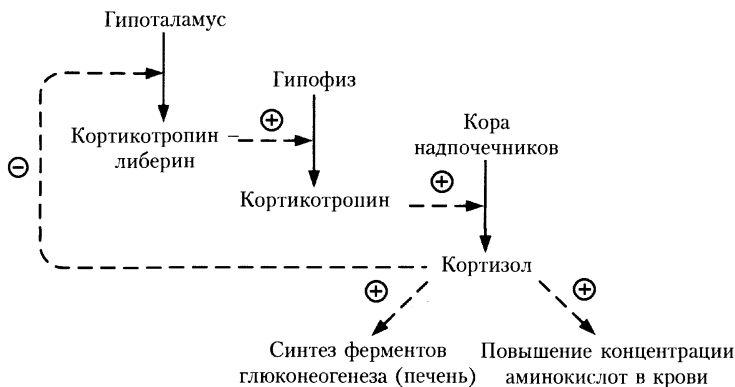 Гипоталамус
Гипофиз
Кортикотропин –
либерин
Кора
надпочечников
Кортикотропин
Кортизол
Синтез ферментов
глюконеогенеза (печень)
Повышение концентрации
аминокислот в крови